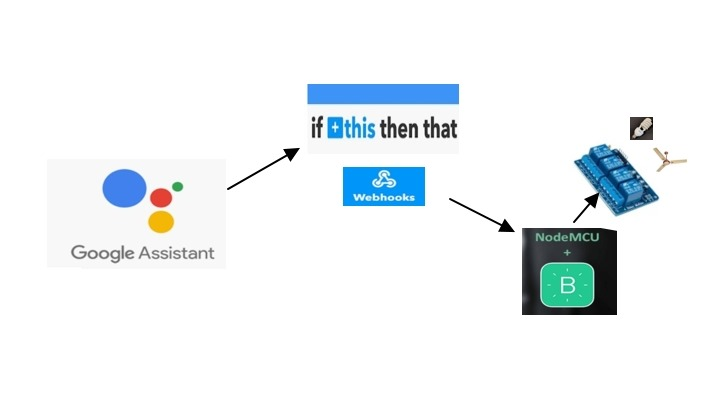 Google Assistant
if +this then that
Webhooks
NodeMCU
+
B